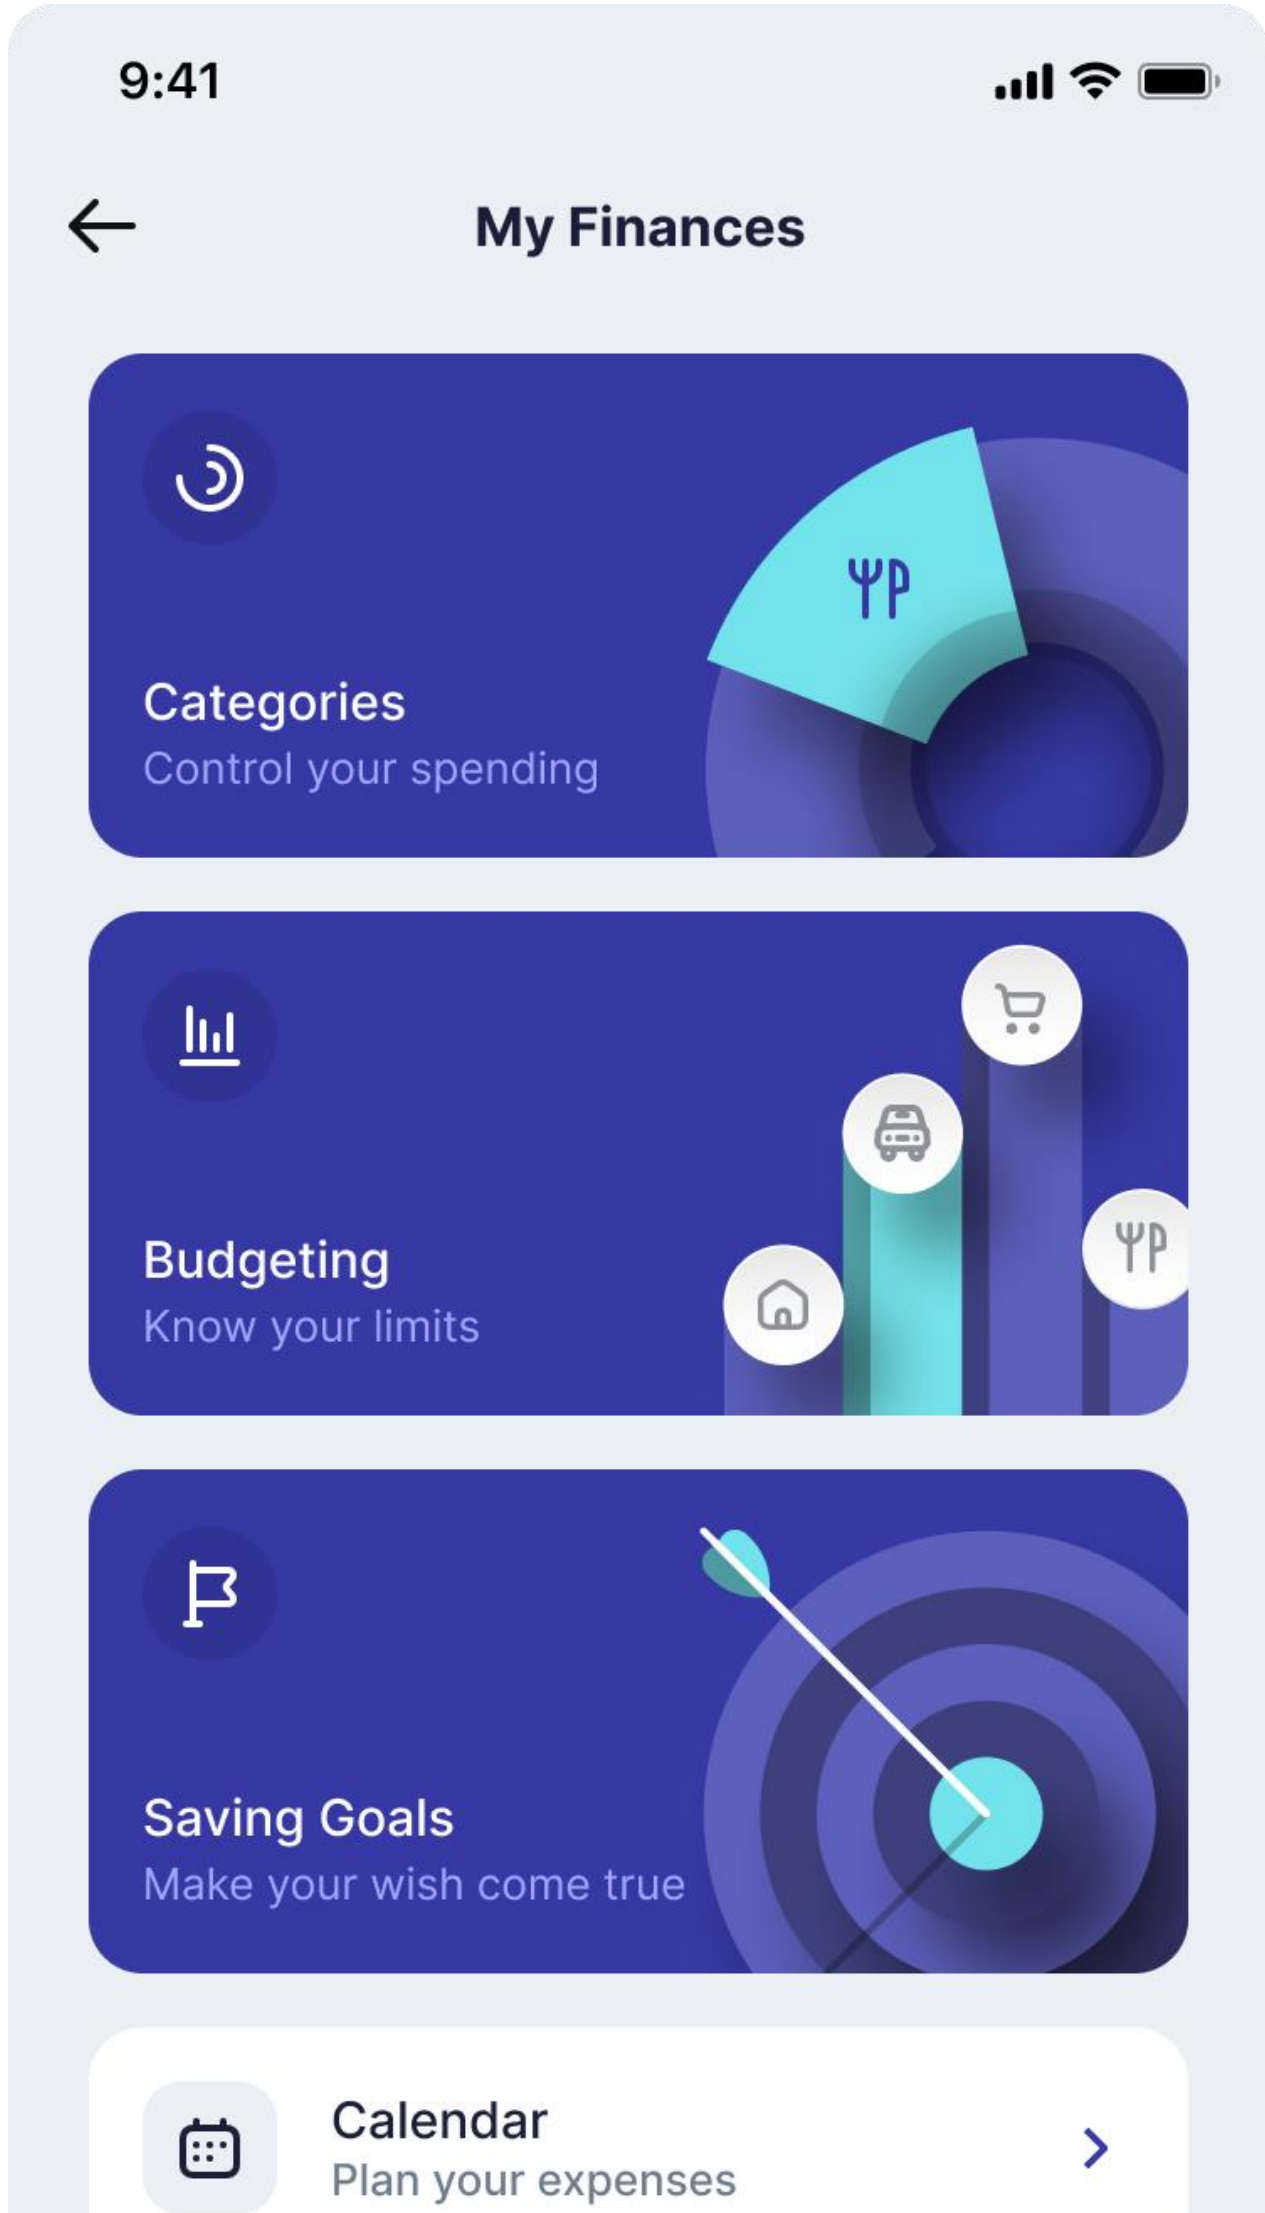 9:41
My Finances
Categories
Control your spending
Budgeting
Know your limits
Saving Goals
Make your wish come true
Calendar
Plan your expenses